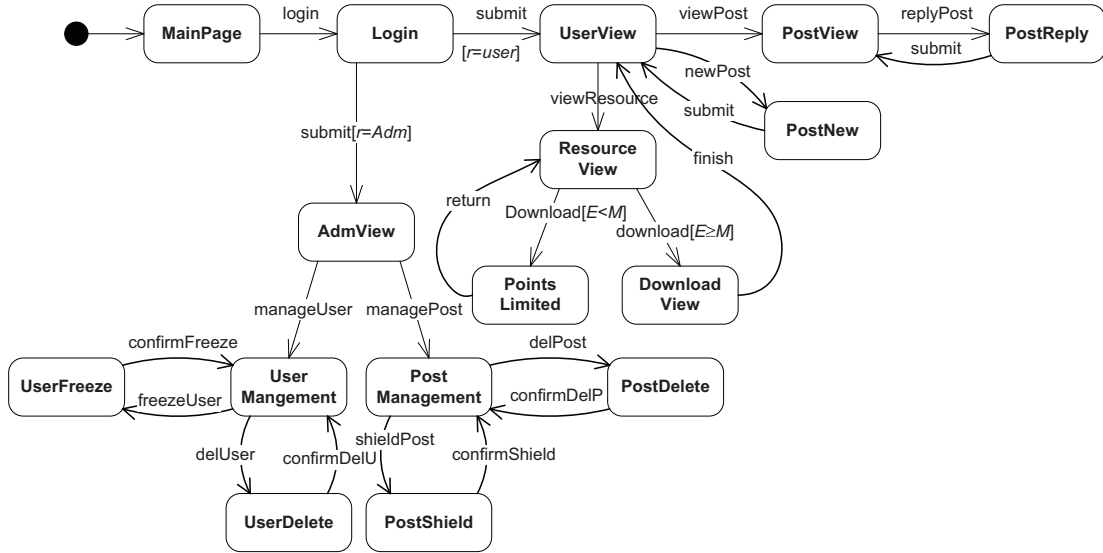 login
submit
viewPost
replyPost
MainPage
Login
UserView
PostView
PostReply
[r=user]
submit
newPost
viewResource
submit
PostNew
submit[r=Adm]
Resource
View
finish
return
Download[E<M]
AdmView
download[E≥M]
Points
Limited
Download
View
manageUser
managePost
confirmFreeze
delPost
UserFreeze
User
Mangement
Post
Management
PostDelete
freezeUser
confirmDelP
delUser
confirmDelU
shieldPost
confirmShield
UserDelete
PostShield